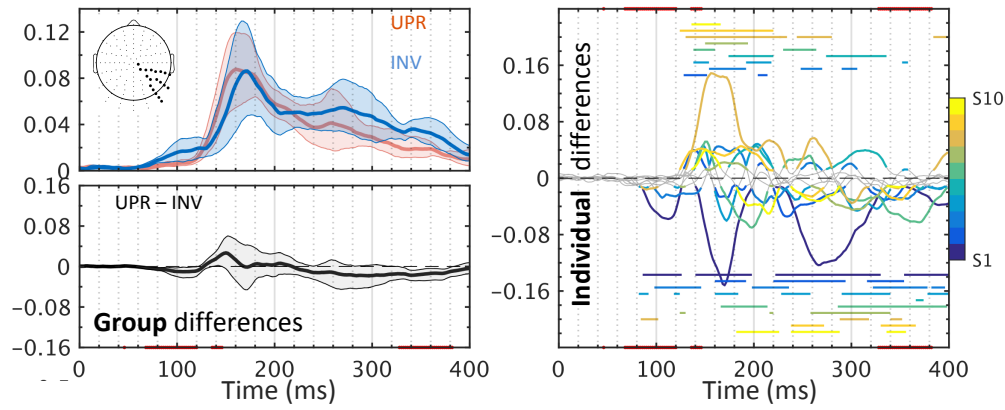 0.12
0.08
0.04
0
UPR
INV
0.16
0.08
0
−0.08
−0.16
UPR − INV
Group differences
0 100 200 300 400
Time (ms)
Individual differences
0.16
0.08
0
−0.08
−0.16
0 100 200 300 400
Time (ms)
S10
S1